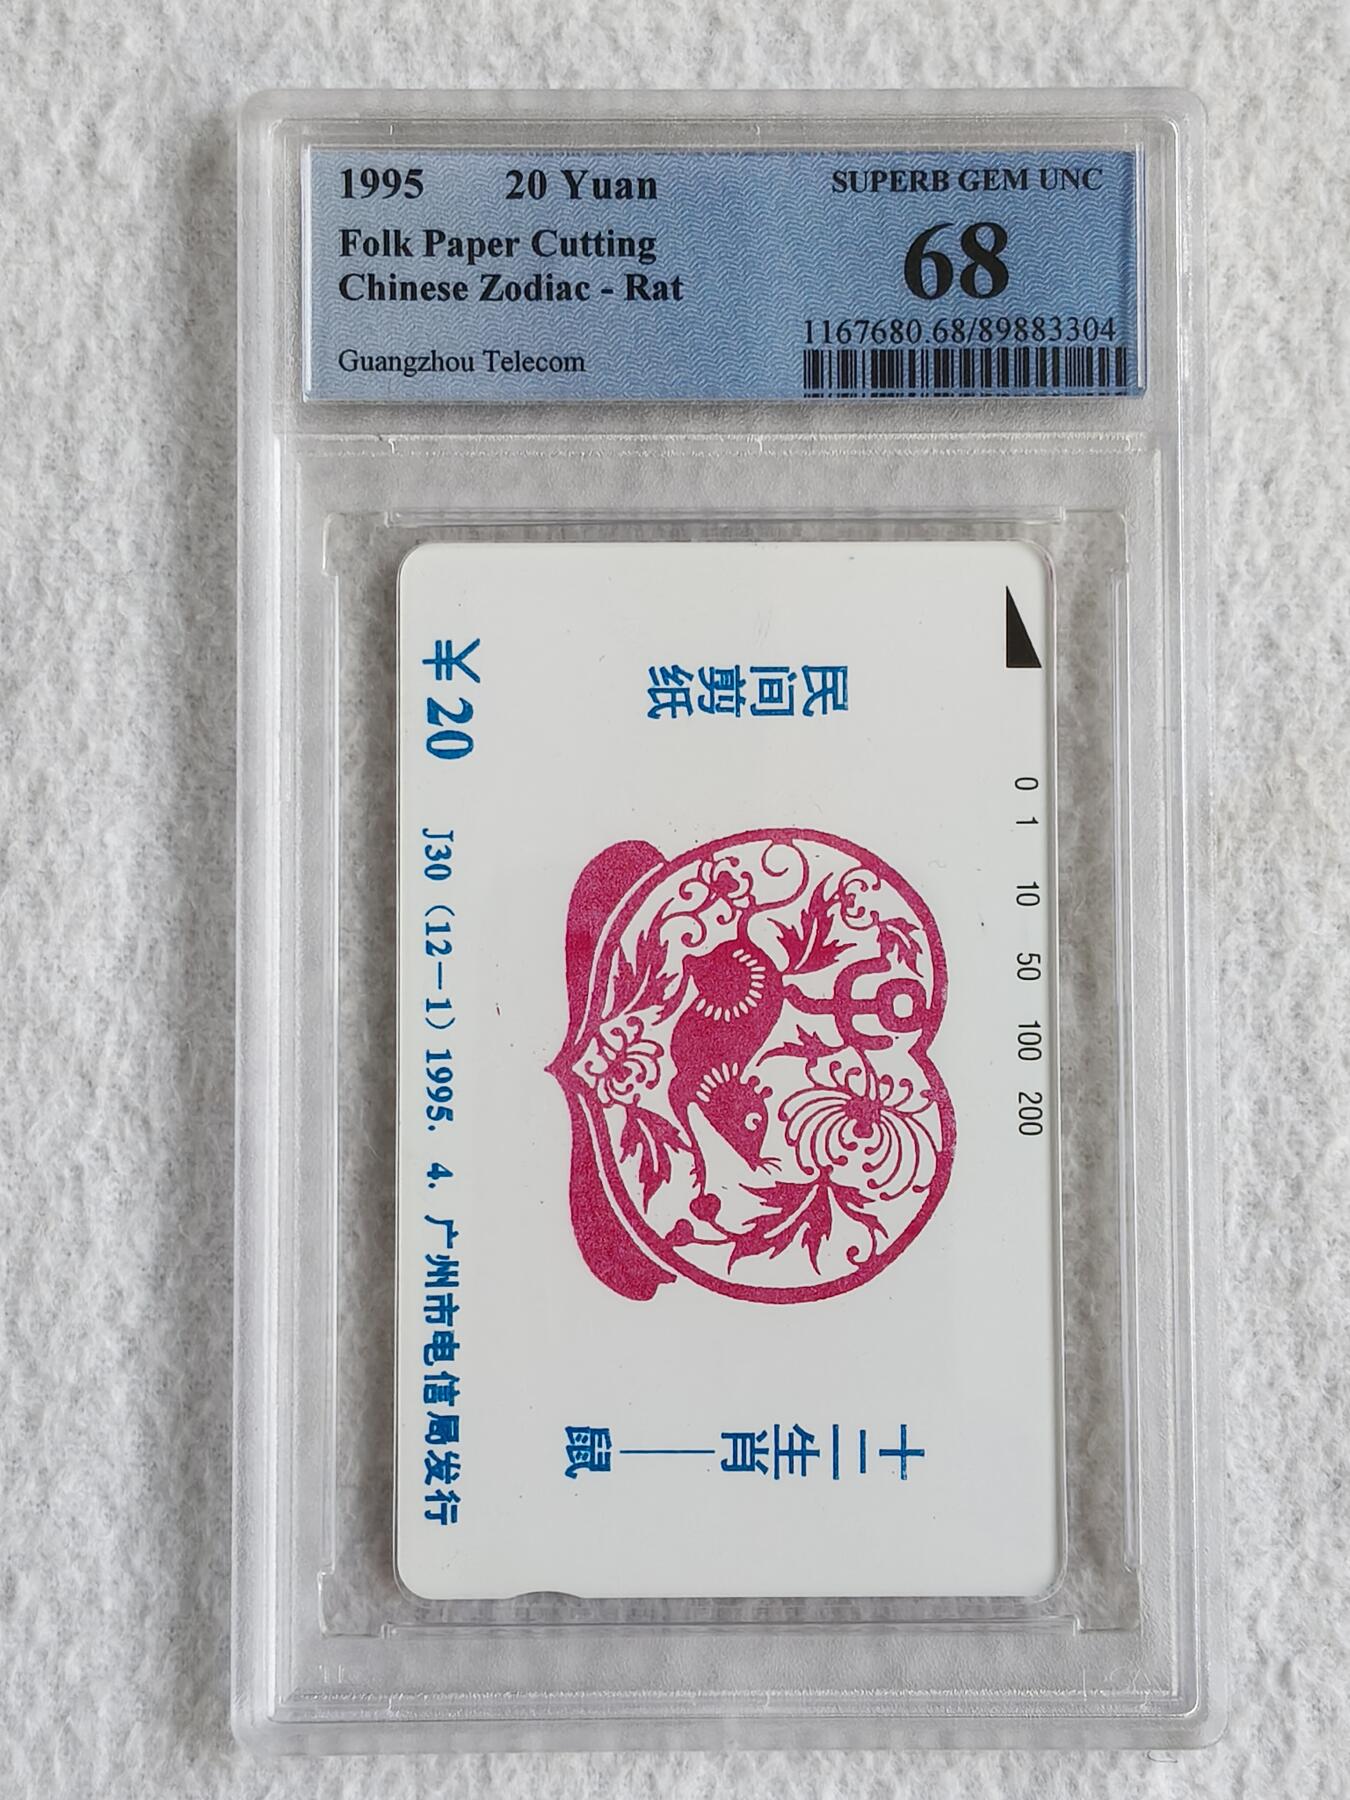 1995 20 Yuan
Folk Paper Cutting
Chinese Zodiac - Rat
Guangzhou Telecom
SUPERB GEM UNC
68
1167680.68/89883304
0 1 10 50 100 200
民间剪纸
十二生肖——鼠
¥20 J30（12—1）1995. 4. 广州市电信局发行